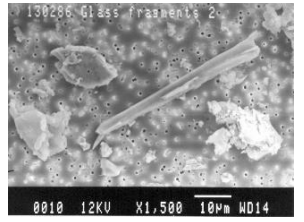 130286 Glass fragments 2
0010 12KV X1,500 10µm WD14